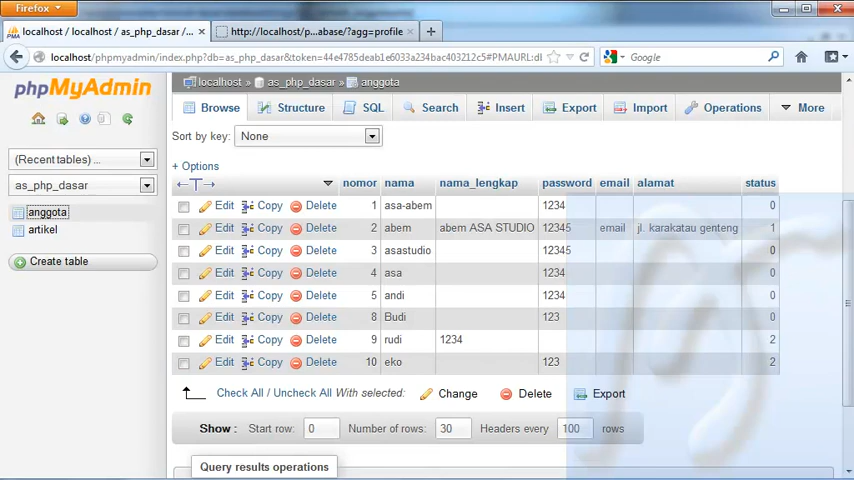 Firefox
localhost / localhost / as_php_dasar /...
http://localhost/p...abase/?agg=profile
localhost/phpmyadmin/index.php?db=as_php_dasar&token=44e4785deab1e6033a234bac403212c5#PMAURL:dl
Google
phpMyAdmin
(Recent tables) ...
as_php_dasar
anggota
artikel
Create table
localhost » as_php_dasar » anggota
Browse Structure SQL Search Insert Export Import Operations More
Sort by key: None
+ Options
nomor nama nama_lengkap password email alamat status
Edit Copy Delete 1 asa-abem 1234 0
Edit Copy Delete 2 abem abem ASA STUDIO 12345 email jl. karakatau genteng 1
Edit Copy Delete 3 asastudio 12345 0
Edit Copy Delete 4 asa 1234 0
Edit Copy Delete 5 andi 1234 0
Edit Copy Delete 8 Budi 123 0
Edit Copy Delete 9 rudi 1234 2
Edit Copy Delete 10 eko 123 2
Check All / Uncheck All With selected: Change Delete Export
Show : Start row: 0 Number of rows: 30 Headers every 100 rows
Query results operations